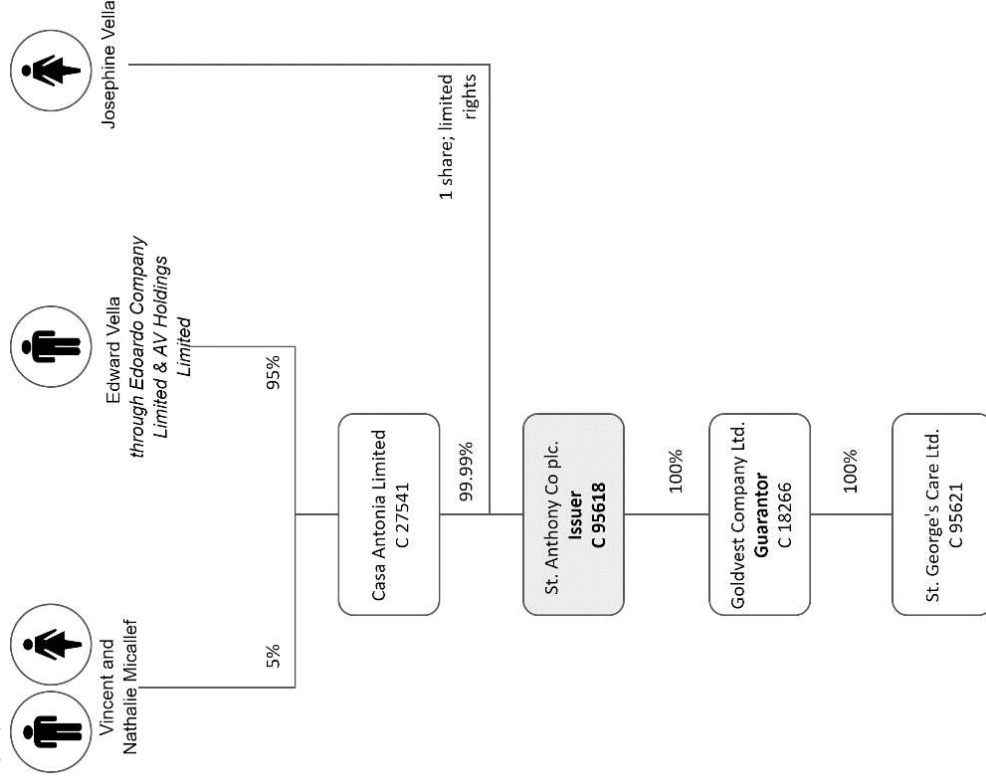 Vincent and
Nathalie Micallef
Edward Vella
through Edoardo Company
Limited & AV Holdings
Limited
Josephine Vella
5%
95%
1 share; limited
rights
Casa Antonia Limited
C 27541
99.99%
St. Anthony Co plc.
Issuer
C 95618
100%
Goldvest Company Ltd.
Guarantor
C 18266
100%
St. George's Care Ltd.
C 95621